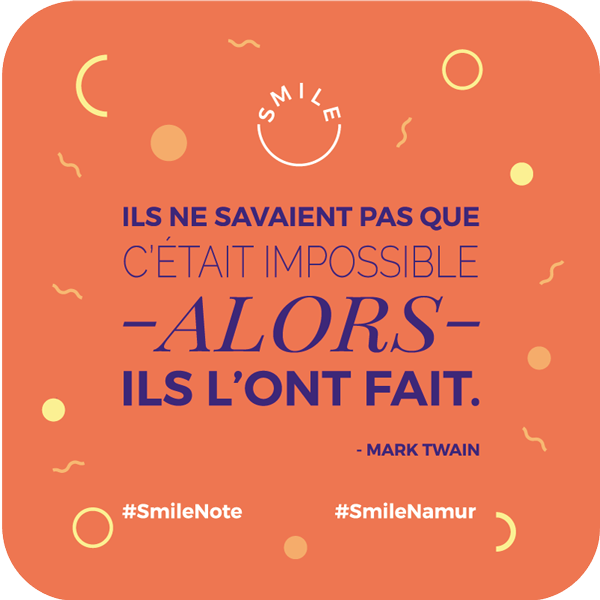 SMILE
ILS NE SAVAIENT PAS QUE
C'ÉTAIT IMPOSSIBLE
-ALORS-
ILS L'ONT FAIT.
- MARK TWAIN
#SmileNote #SmileNamur